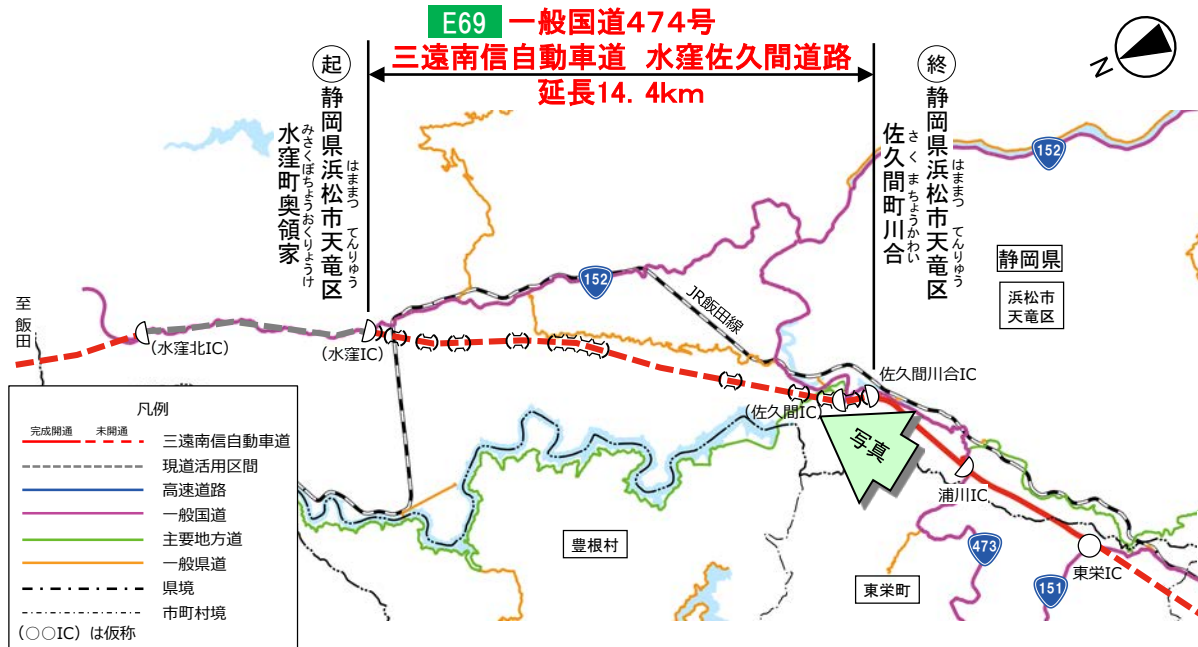 E69 一般国道474号
三遠南信自動車道 水窪佐久間道路
延長14.4km
N
起
静岡県浜松市天竜区
はままつ てんりゅう
水窪町奥領家
みさくぼちょうおくりょうけ
終
静岡県浜松市天竜区
はままつ てんりゅう
佐久間町川合
さくまちょうかわい
152
静岡県
浜松市
天竜区
152
JR飯田線
至 飯田
(水窪北IC)
(水窪IC)
佐久間川合IC
(佐久間IC)
写真
浦川IC
豊根村
473
東栄町
151
東栄IC
凡例
完成開通 未開通
三遠南信自動車道
現道活用区間
高速道路
一般国道
主要地方道
一般県道
県境
市町村境
(○○IC)は仮称